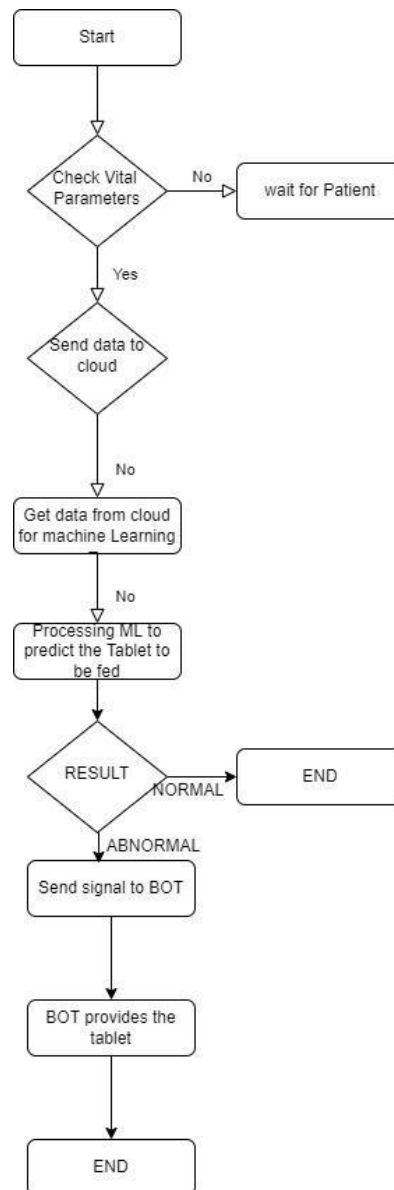 Start
Check Vital
Parameters
No
wait for Patient
Yes
Send data to
cloud
No
Get data from cloud
for machine Learning
No
Processing ML to
predict the Tablet to
be fed
RESULT
NORMAL
END
ABNORMAL
Send signal to BOT
BOT provides the
tablet
END